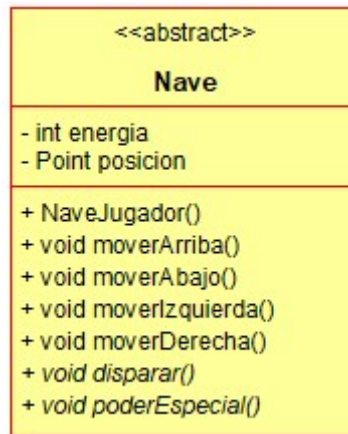 <<abstract>>
Nave
- int energia
- Point posicion
+ NaveJugador()
+ void moverArriba()
+ void moverAbajo()
+ void moverIzquierda()
+ void moverDerecha()
+ void disparar()
+ void poderEspecial()